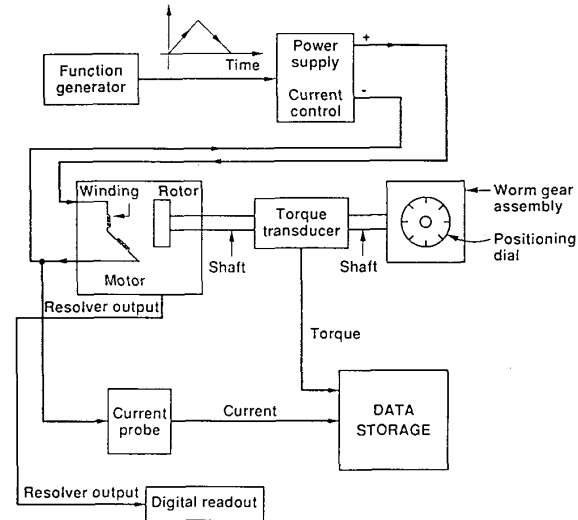 Time
Function
generator
Power
supply
Current
control
+
-
Winding
Rotor
Motor
Torque
transducer
Shaft
Shaft
Worm gear
assembly
Positioning
dial
Resolver output
Torque
Current
probe
Current
DATA
STORAGE
Resolver output
Digital readout